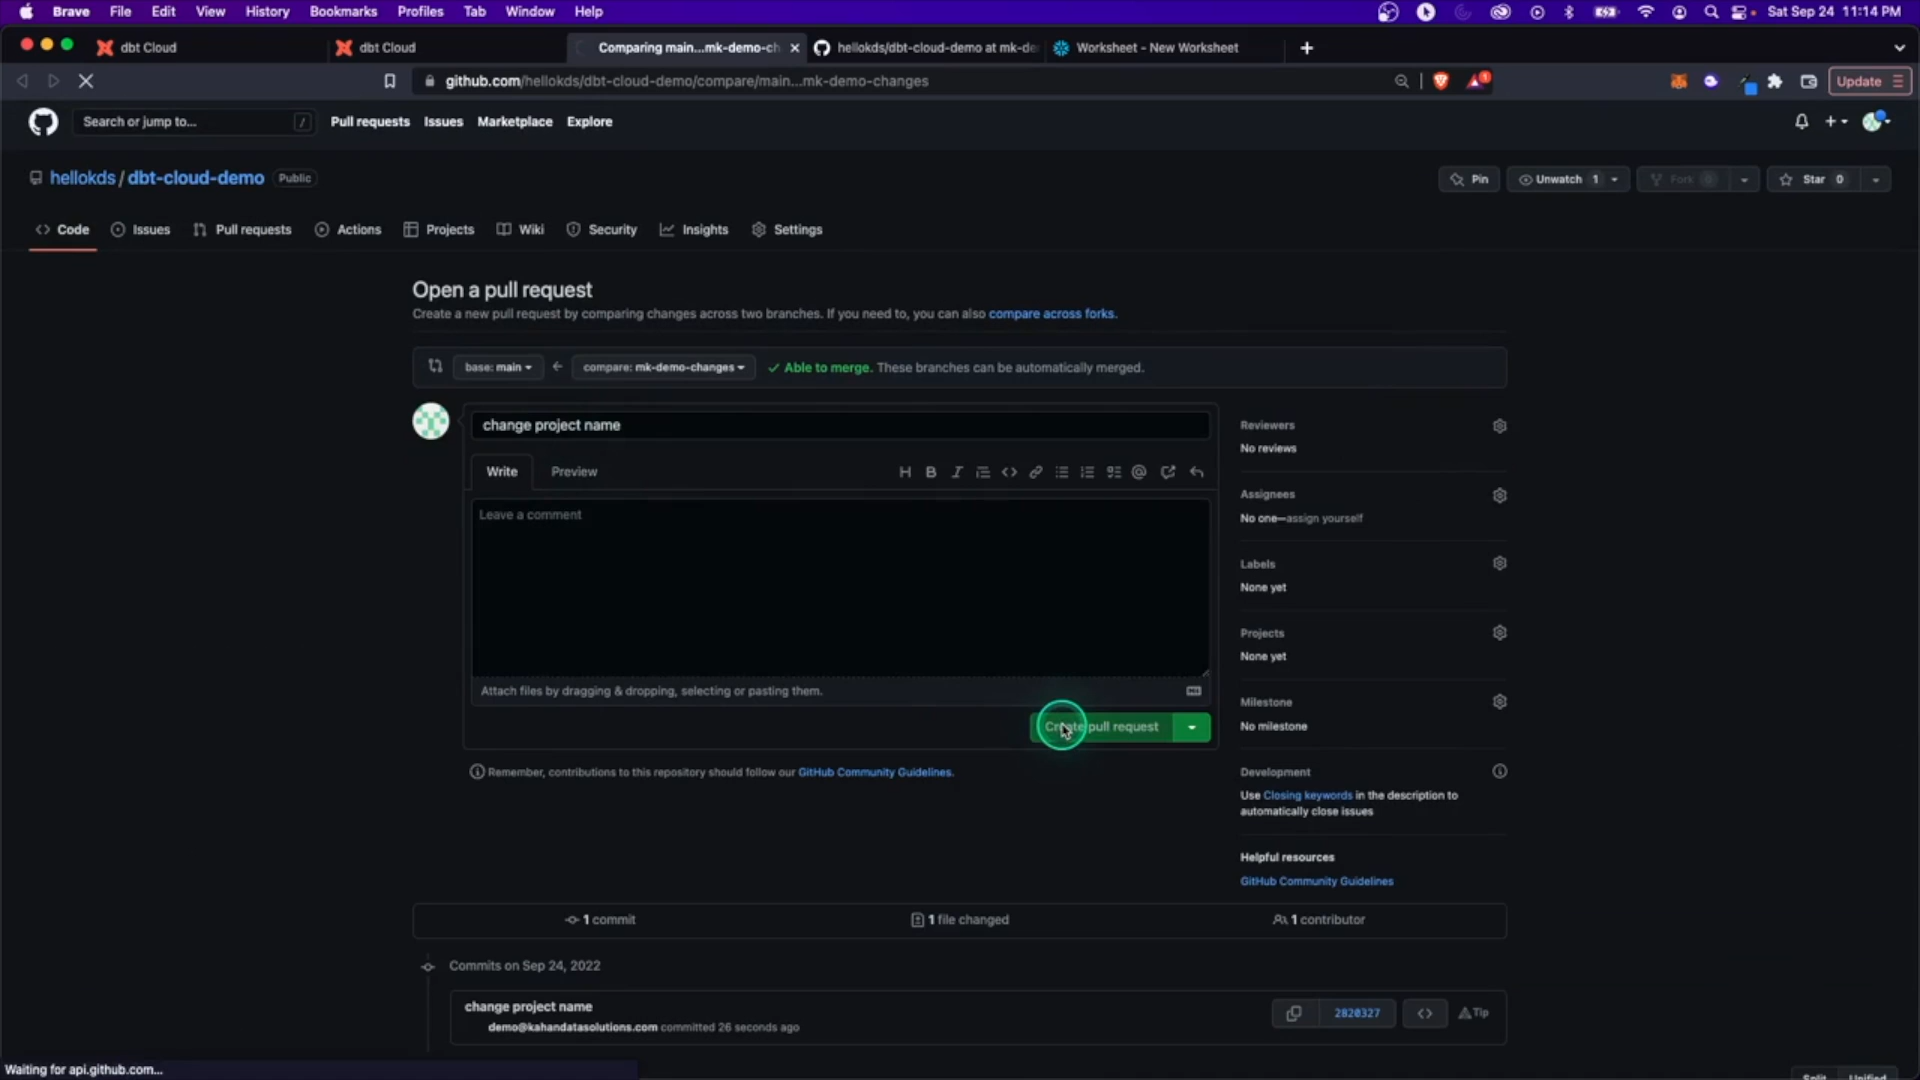 Brave File Edit View History Bookmarks Profiles Tab Window Help Sat Sep 24 11:14 PM
dbt Cloud dbt Cloud Comparing main...mk-demo-ch hellokds/dbt-cloud-demo at mk-de Worksheet - New Worksheet
github.com/hellokds/dbt-cloud-demo/compare/main...mk-demo-changes 1 Update
Search or jump to... / Pull requests Issues Marketplace Explore
hellokds / dbt-cloud-demo Public Pin Unwatch 1 Fork 0 Star 0
Code Issues Pull requests Actions Projects Wiki Security Insights Settings
Open a pull request
Create a new pull request by comparing changes across two branches. If you need to, you can also compare across forks.
base: main compare: mk-demo-changes Able to merge. These branches can be automatically merged.
change project name
Write Preview
Leave a comment
Attach files by dragging & dropping, selecting or pasting them.
Create pull request
Remember, contributions to this repository should follow our GitHub Community Guidelines.
Reviewers
No reviews
Assignees
No one—assign yourself
Labels
None yet
Projects
None yet
Milestone
No milestone
Development
Use Closing keywords in the description to
automatically close issues
Helpful resources
GitHub Community Guidelines
1 commit 1 file changed 1 contributor
Commits on Sep 24, 2022
change project name
demo@kahandatasolutions.com committed 26 seconds ago
2820327 Tip
Waiting for api.github.com...
Split Unified